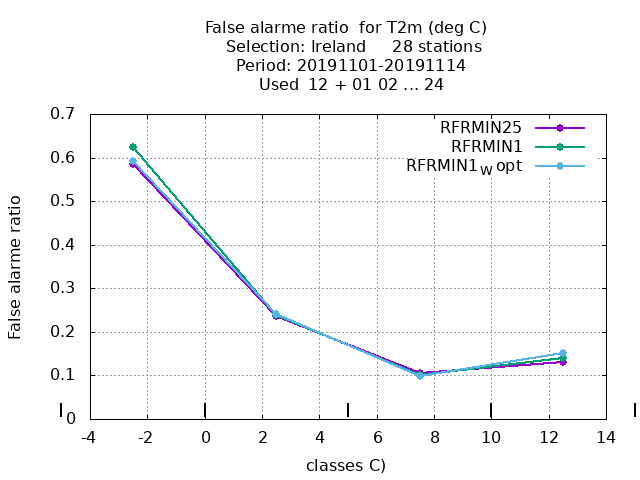 False alarme ratio  for T2m (deg C)
Selection: Ireland     28 stations
Period: 20191101-20191114
Used  12 + 01 02 ... 24
0.7
RFRMIN25
RFRMIN1
RFRMIN1W opt
0.6
0.5
0.4
0.3
0.2
0.1
0
False alarme ratio
-4 -2 0 2 4 6 8 10 12 14
classes C)